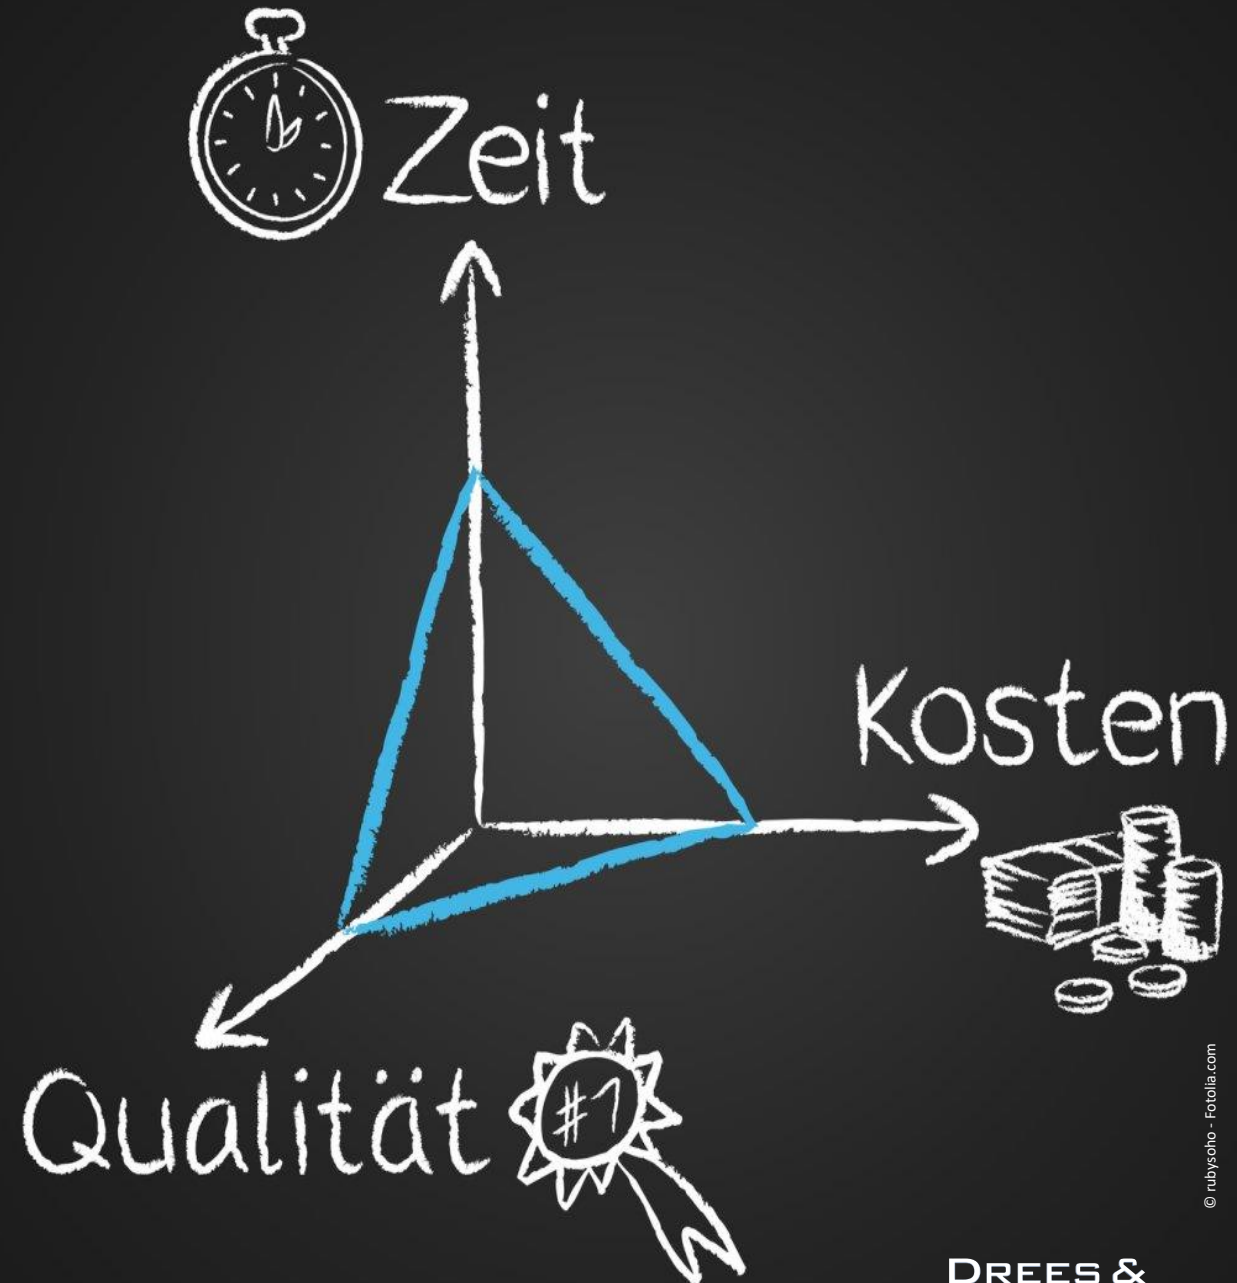 Zeit
Kosten
Qualität
#1
© rubysoho - Fotolia.com
DREES &